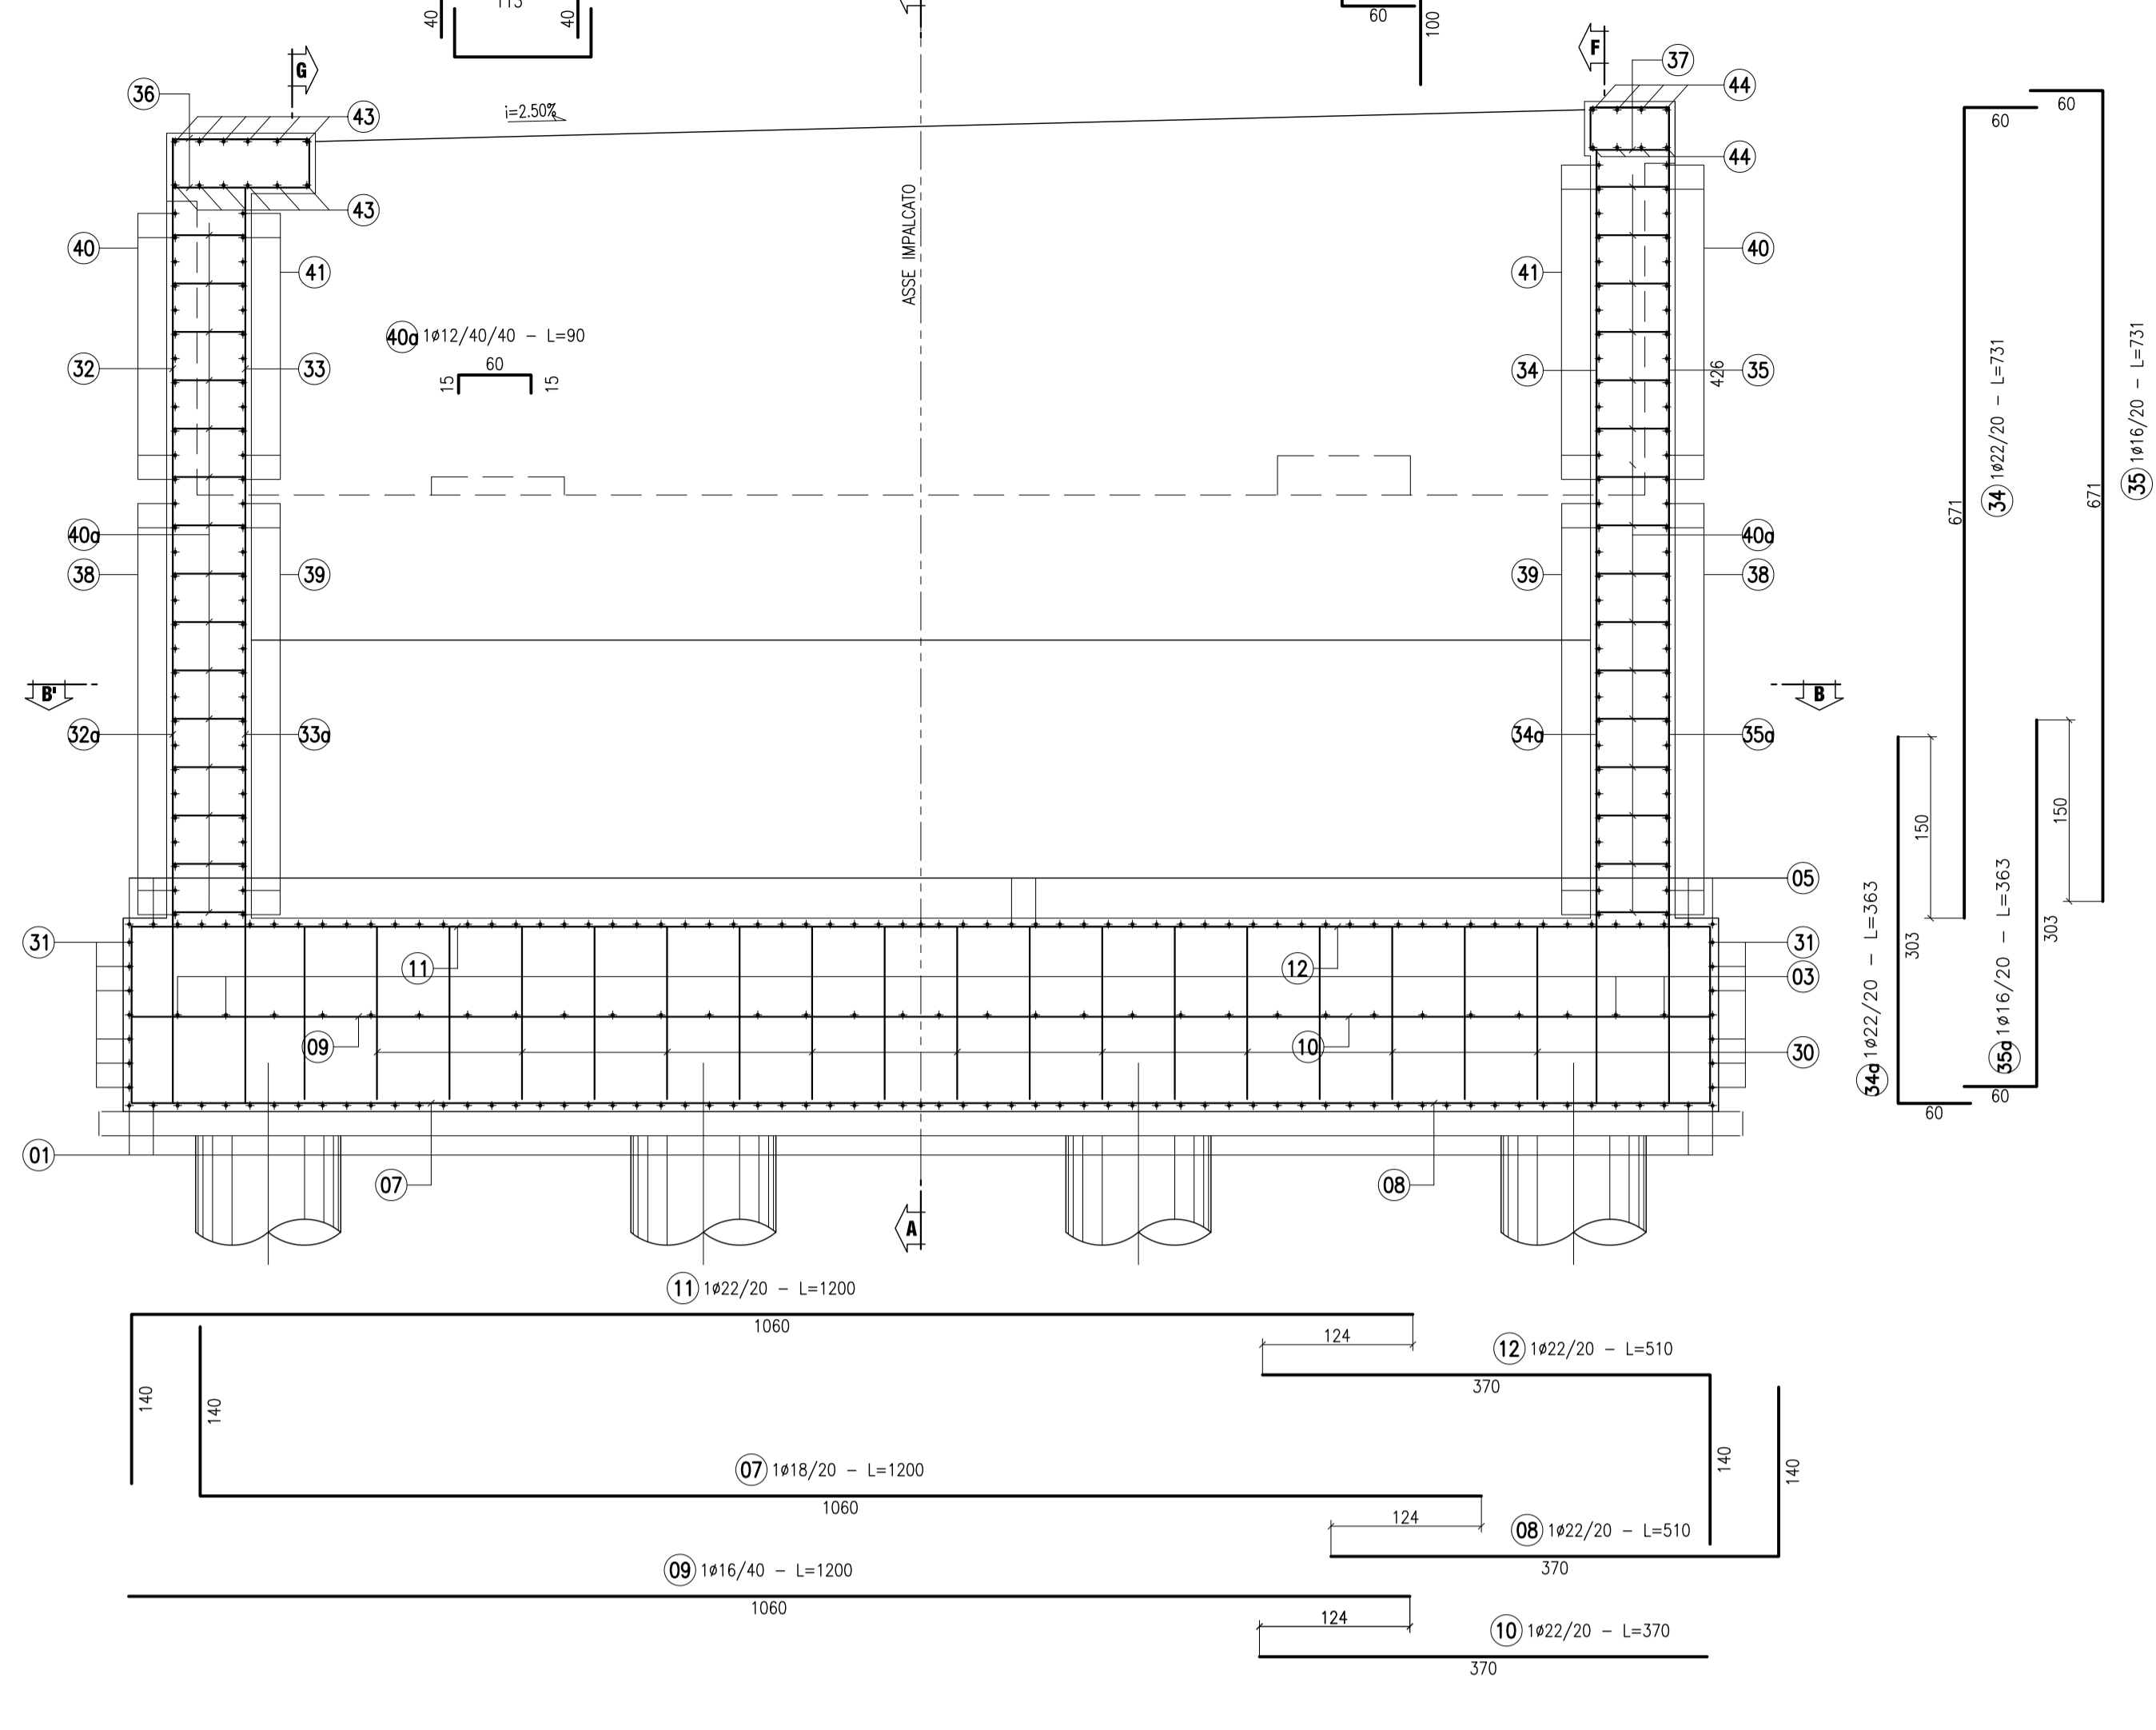 40
115
40
60
100
G
F
36
37
43
44
i=2.50%
60
60
44
43
ASSE IMPALCATO
40
41
41
40
40a 1ø12/40/40 - L=90
60
15
15
32
33
34
426
35
34 1ø22/20 - L=731
35 1ø16/20 - L=731
671
671
40a
40a
38
39
39
38
B'
B
32a
33a
34a
35a
150
150
05
34a 1ø22/20 - L=363
303
35a 1ø16/20 - L=363
303
31
11
12
31
03
09
10
30
60
60
01
07
08
A
11 1ø22/20 - L=1200
1060
124
12 1ø22/20 - L=510
370
140
140
140
140
07 1ø18/20 - L=1200
1060
124
08 1ø22/20 - L=510
370
09 1ø16/40 - L=1200
1060
124
10 1ø22/20 - L=370
370